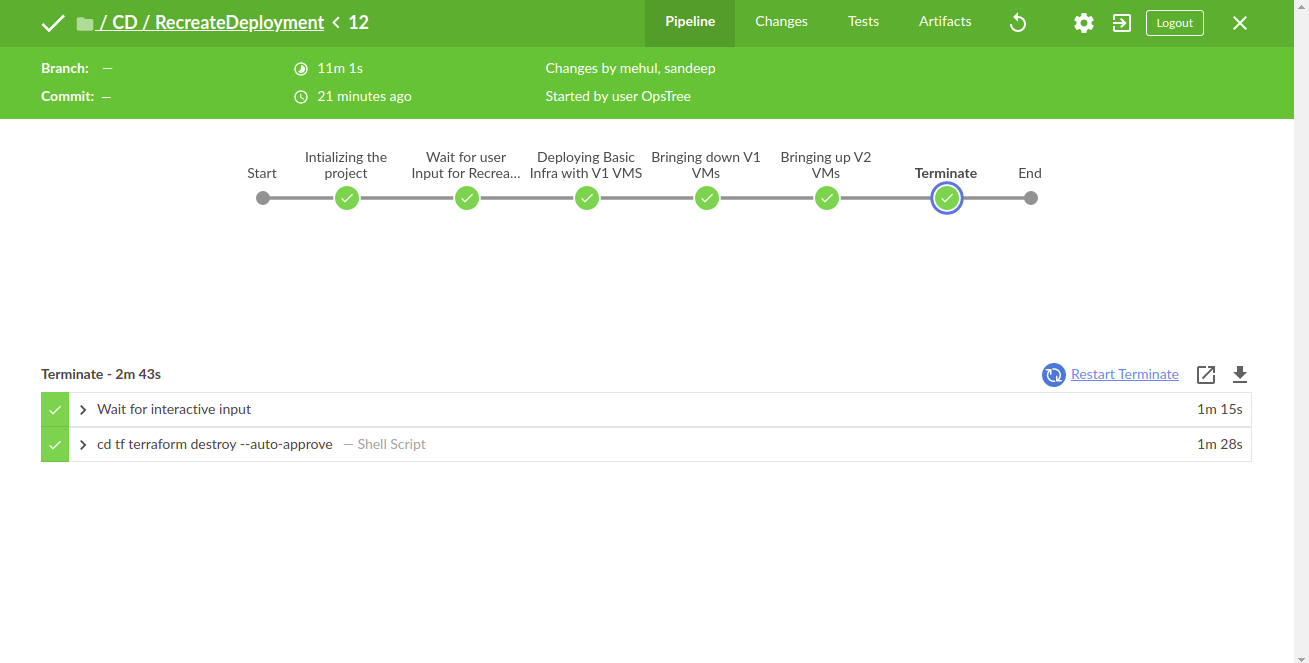 / CD / RecreateDeployment < 12
Pipeline
Changes
Tests
Artifacts
Logout
Branch: —
11m 1s
Changes by mehul, sandeep
Commit: —
21 minutes ago
Started by user OpsTree
Start
Intializing the
project
Wait for user
Input for Recrea...
Deploying Basic
Infra with V1 VMS
Bringing down V1
VMs
Bringing up V2
VMs
Terminate
End
Terminate - 2m 43s
Restart Terminate
Wait for interactive input
1m 15s
cd tf terraform destroy --auto-approve — Shell Script
1m 28s